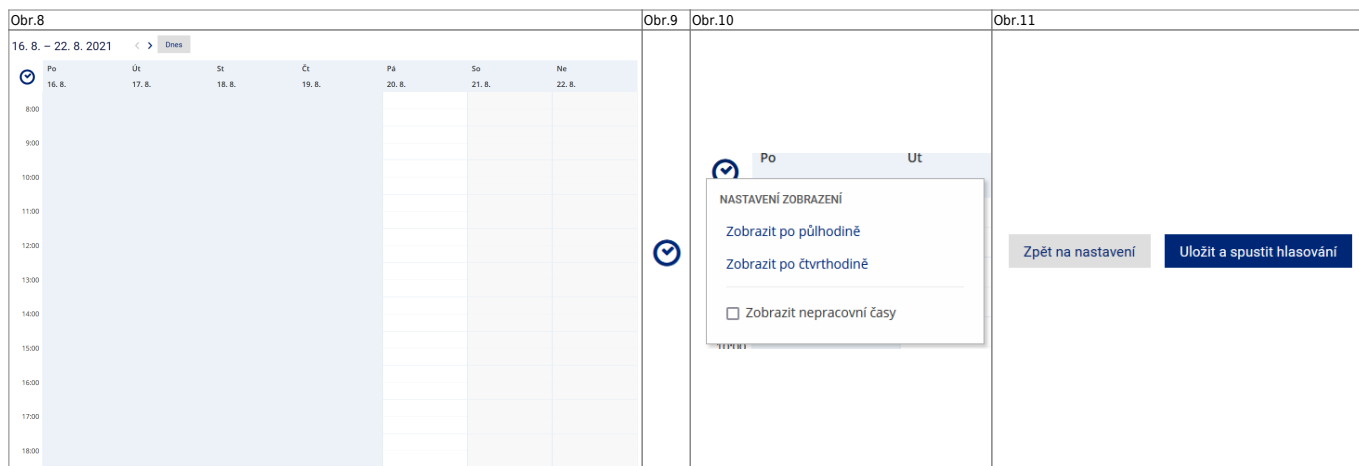 Obr.8 Obr.9 Obr.10 Obr.11
16. 8. – 22. 8. 2021 Dnes
Po Út St Čt Pá So Ne
16. 8. 17. 8. 18. 8. 19. 8. 20. 8. 21. 8. 22. 8.
8:00
9:00
10:00
11:00
12:00
13:00
14:00
15:00
16:00
17:00
18:00
Po Út
NASTAVENÍ ZOBRAZENÍ
Zobrazit po půlhodině
Zobrazit po čtvrthodině
Zobrazit nepracovní časy
10:00
Zpět na nastavení Uložit a spustit hlasování